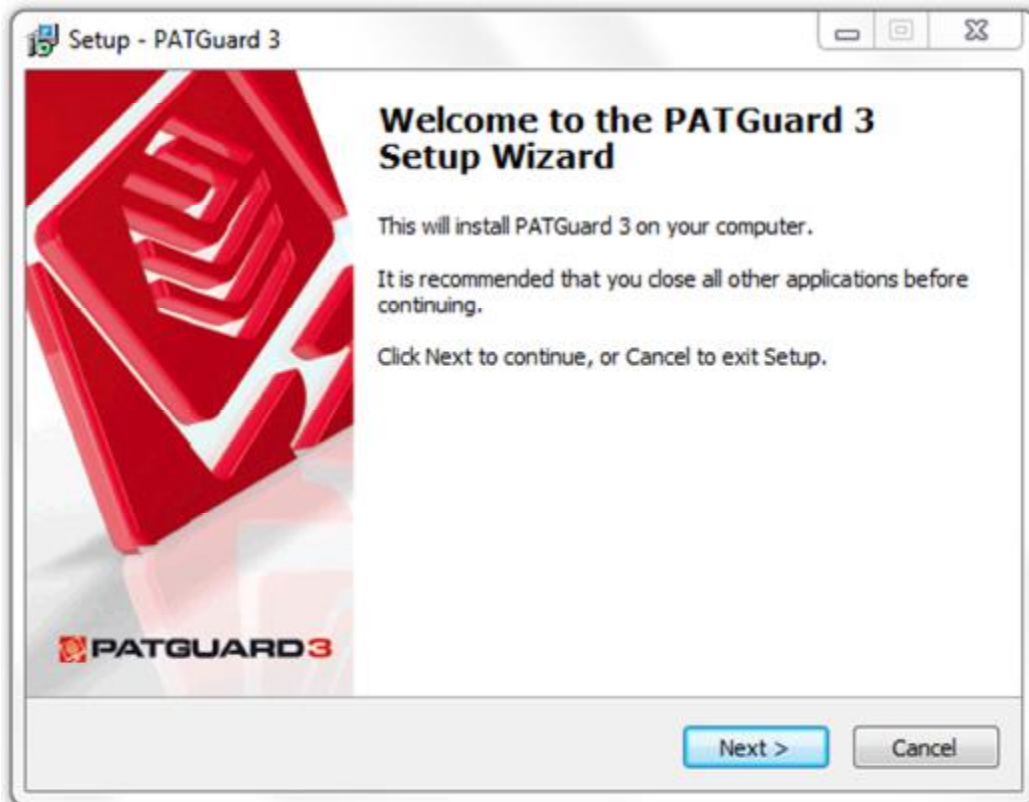 Setup - PATGuard 3
Welcome to the PATGuard 3
Setup Wizard
This will install PATGuard 3 on your computer.
It is recommended that you close all other applications before
continuing.
Click Next to continue, or Cancel to exit Setup.
PATGUARD3
Next >
Cancel